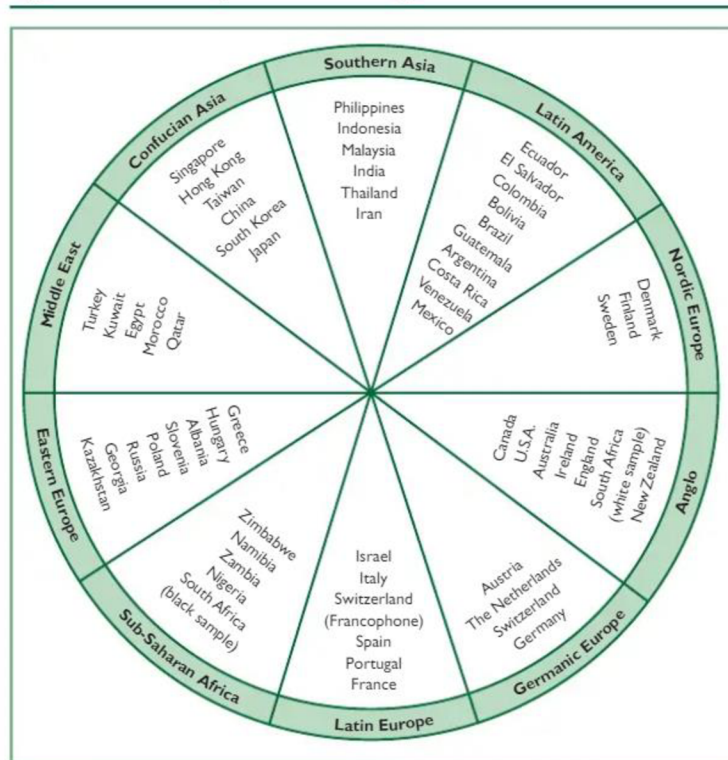 Southern Asia
Philippines
Indonesia
Malaysia
India
Thailand
Iran
Latin America
Ecuador
El Salvador
Colombia
Bolivia
Brazil
Guatemala
Argentina
Costa Rica
Venezuela
Mexico
Nordic Europe
Denmark
Finland
Sweden
Anglo
Canada
U.S.A.
Australia
Ireland
England
South Africa
(white sample)
New Zealand
Germanic Europe
Austria
The Netherlands
Switzerland
Germany
Latin Europe
Israel
Italy
Switzerland
(Francophone)
Spain
Portugal
France
Sub-Saharan Africa
Zimbabwe
Namibia
Zambia
Nigeria
South Africa
(black sample)
Eastern Europe
Greece
Hungary
Albania
Slovenia
Poland
Russia
Georgia
Kazakhstan
Middle East
Turkey
Kuwait
Egypt
Morocco
Qatar
Confucian Asia
Singapore
Hong Kong
Taiwan
China
South Korea
Japan